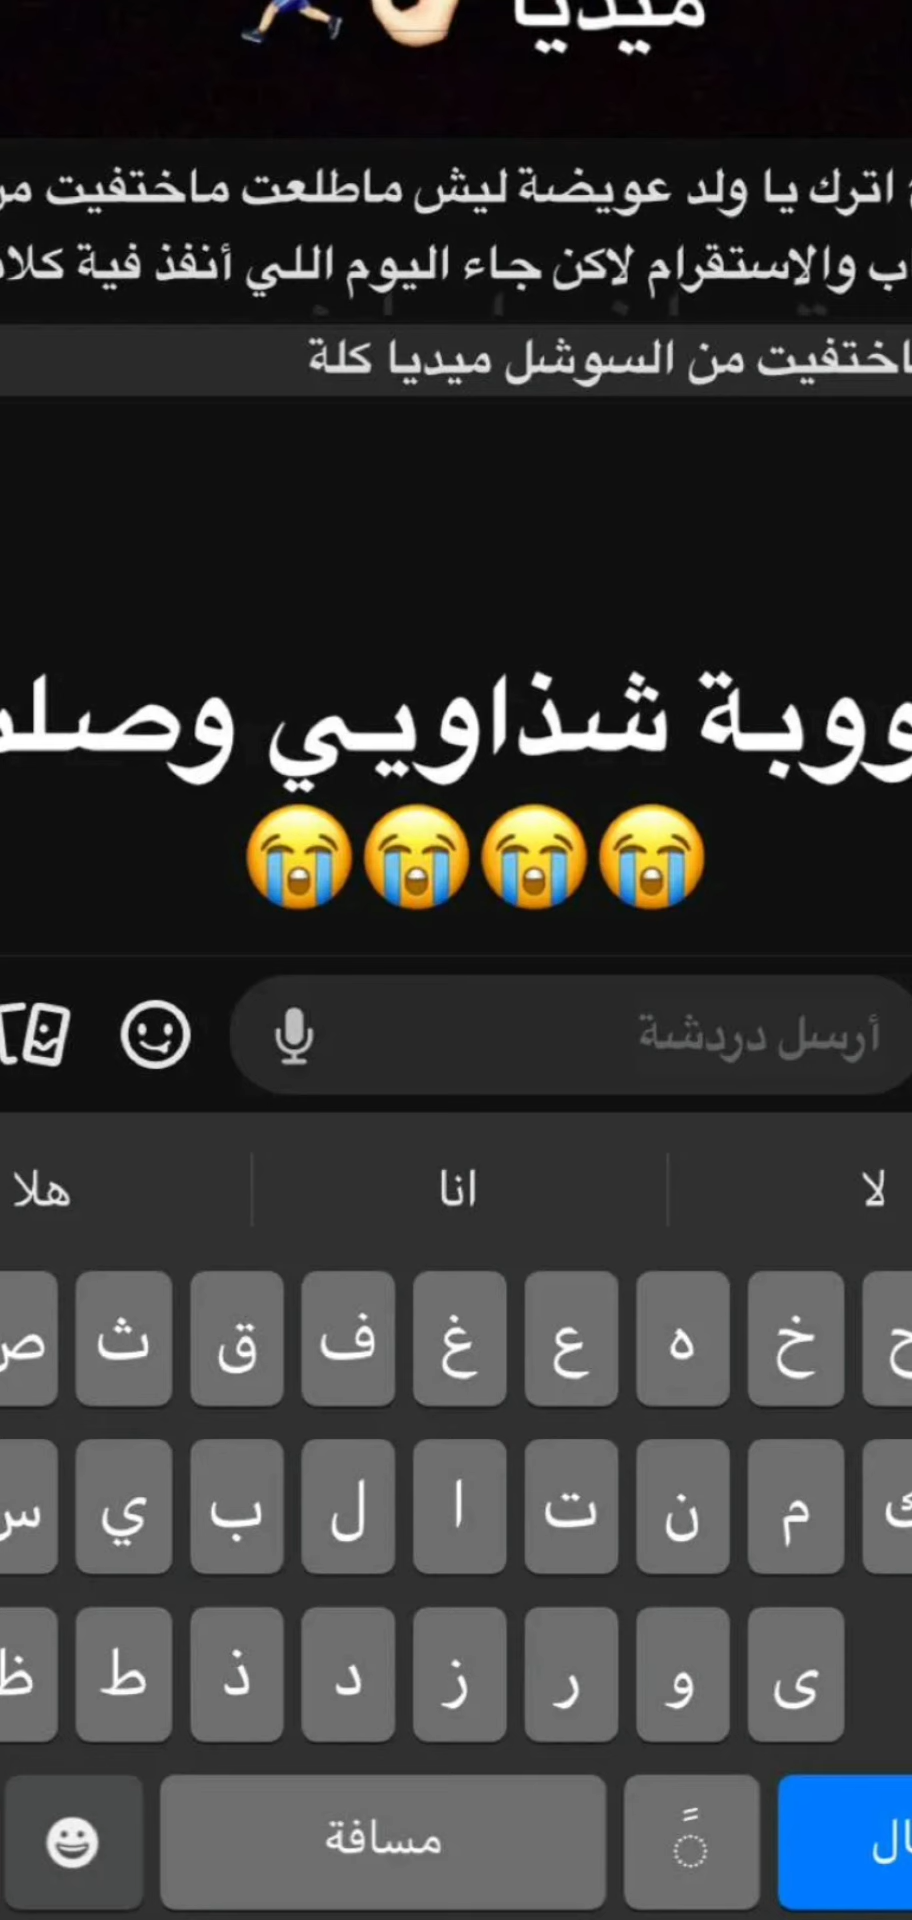 ميديا
اترك يا ولد عويضة ليش ماطلعت ماختفيت
والاستقرام لاكن جاء اليوم اللي أنفذ فية
من السوشل ميديا كلة
شذاويي
😭😭😭😭
أرسل دردشة
لا انا هلا
خ ه ع غ ف ق ث ص
م ن ت ا ل ب ي س
ى و ر ز د ذ ط ظ
مسافة